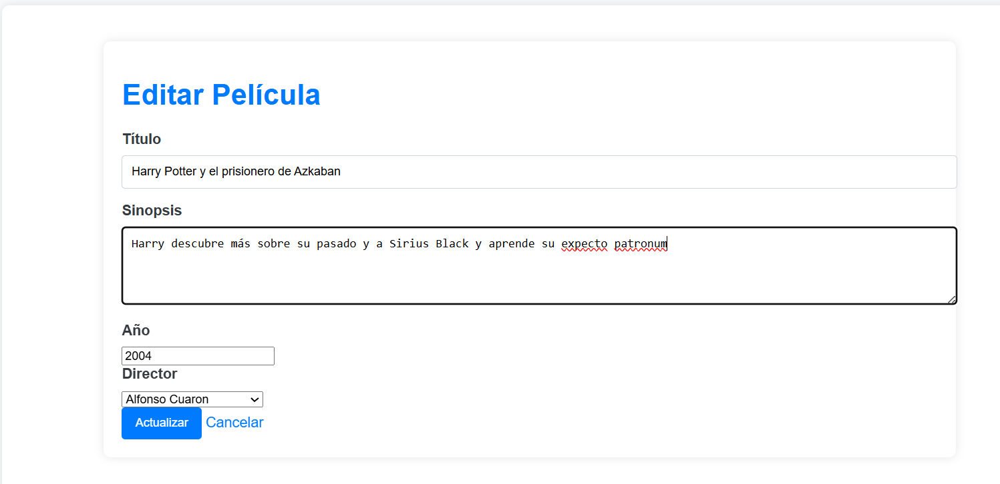 Editar Película
Título
Harry Potter y el prisionero de Azkaban
Sinopsis
Harry descubre más sobre su pasado y a Sirius Black y aprende su expecto patronum
Año
2004
Director
Alfonso Cuaron
Actualizar Cancelar